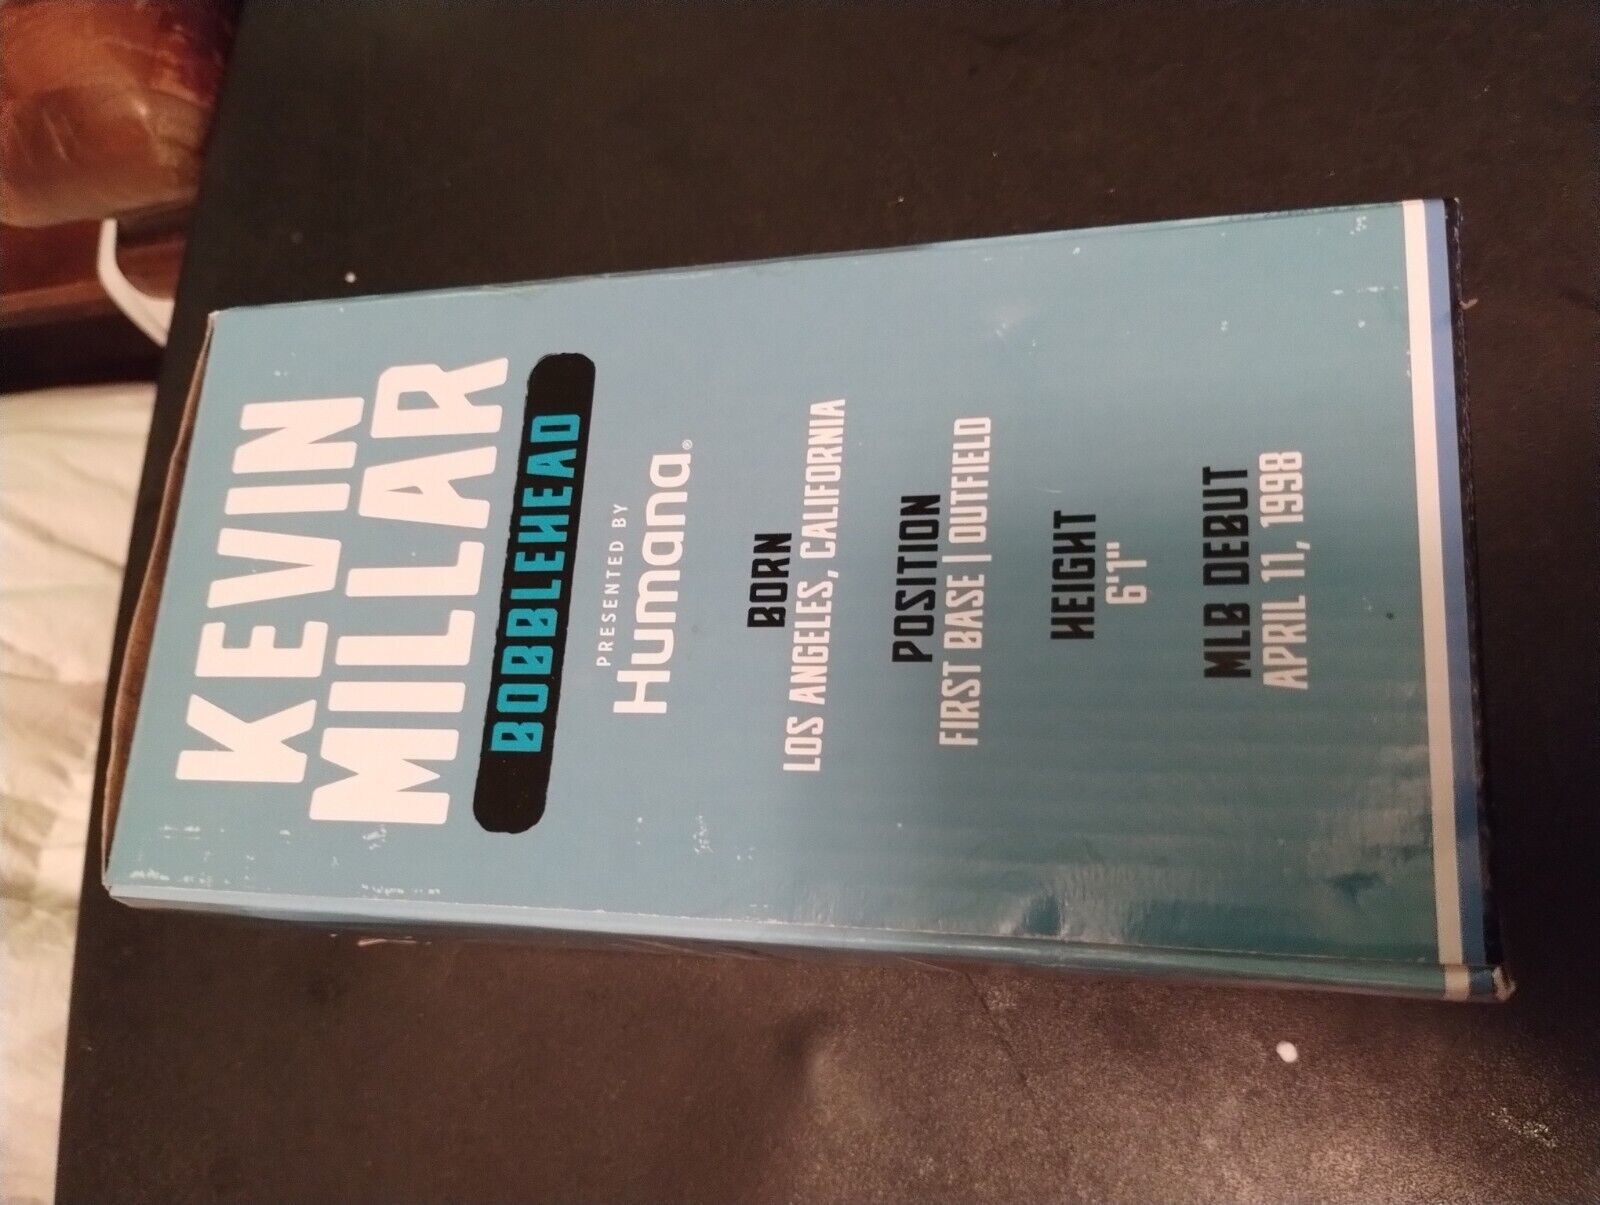 KEVIN
MILLAR
BOBBLEHEAD
PRESENTED BY
Humana®
BORN
LOS ANGELES, CALIFORNIA
POSITION
FIRST BASE | OUTFIELD
HEIGHT
6'1"
MLB DEBUT
APRIL 11, 1998